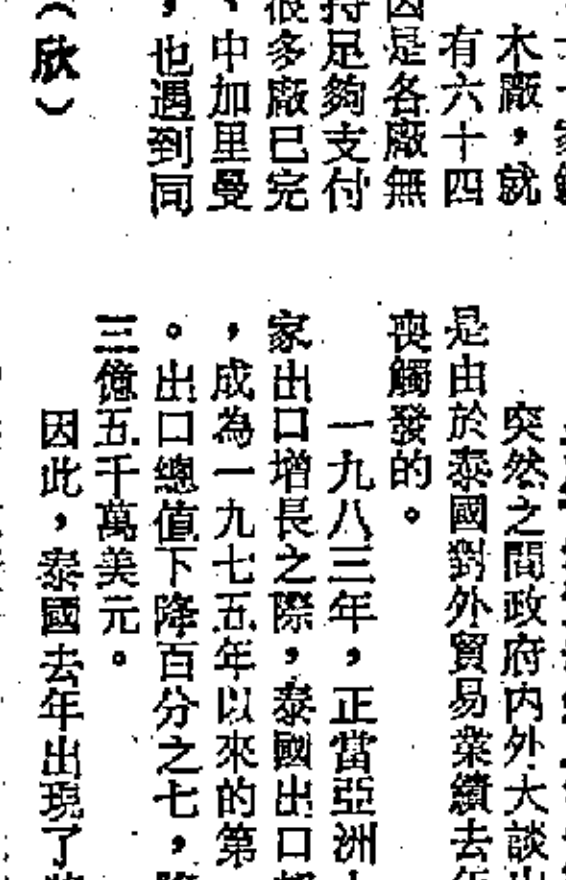 木廠,就
有六十四
因是各廠無
持足夠支付
很多廠已完
、中加里曼
,也遇到同
(欣)
突然之間政府内外大談
是由於泰國對外貿易業績去年
喪觸發的。
一九八三年,正當亞洲
家出口增長之際,泰國出口
,成為一九七五年以來的第
。出口總值下降百分之七,
三億五千萬美元。
因此,泰國去年出現了